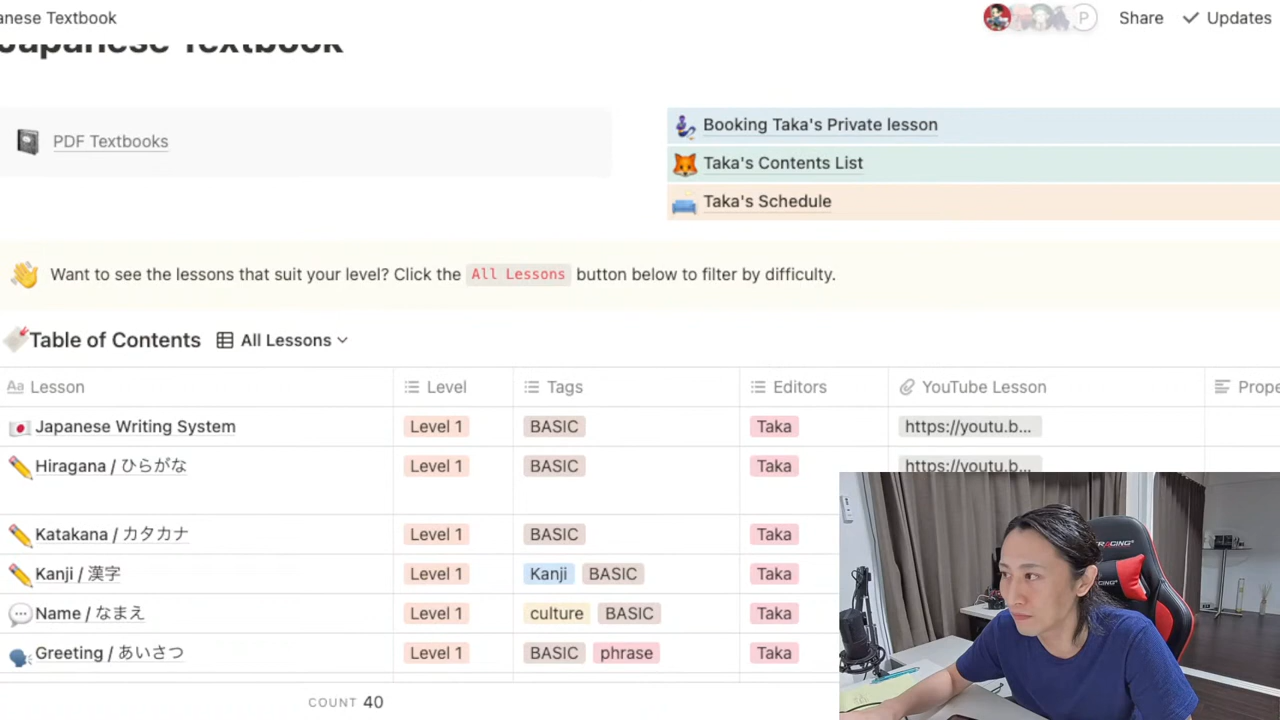 anese Textbook
P
Share
Updates
Japanese Textbook
PDF Textbooks
Booking Taka's Private lesson
Taka's Contents List
Taka's Schedule
Want to see the lessons that suit your level? Click the All Lessons button below to filter by difficulty.
Table of Contents All Lessons
Aa Lesson Level Tags Editors YouTube Lesson Prope
Japanese Writing System Level 1 BASIC Taka https://youtu.b...
Hiragana / ひらがな Level 1 BASIC Taka https://youtu.b...
Katakana / カタカナ Level 1 BASIC Taka
Kanji / 漢字 Level 1 Kanji BASIC Taka
Name / なまえ Level 1 culture BASIC Taka
Greeting / あいさつ Level 1 BASIC phrase Taka
COUNT 40